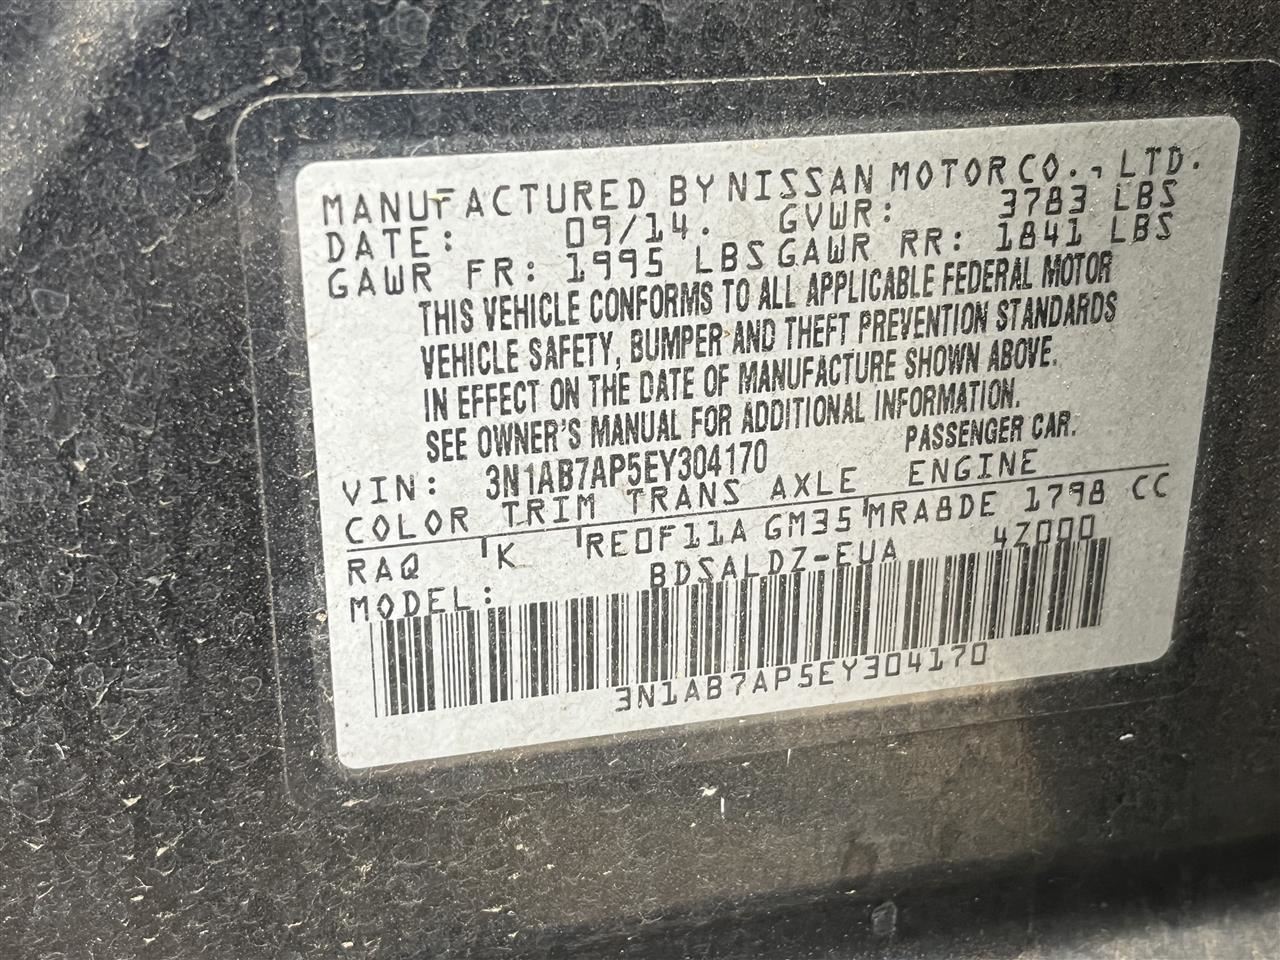 MANUFACTURED BY NISSAN MOTOR CO., LTD.
DATE: 09/14. GVWR: 3783 LBS
GAWR FR: 1995 LBS GAWR RR: 1841 LBS
THIS VEHICLE CONFORMS TO ALL APPLICABLE FEDERAL MOTOR
VEHICLE SAFETY, BUMPER AND THEFT PREVENTION STANDARDS
IN EFFECT ON THE DATE OF MANUFACTURE SHOWN ABOVE.
SEE OWNER'S MANUAL FOR ADDITIONAL INFORMATION.
VIN: 3N1AB7AP5EY304170 PASSENGER CAR.
COLOR TRIM TRANS AXLE ENGINE
RAQ K RE0F11A GM35 MRA8DE 1798 CC
MODEL: BDSALDZ-EUA 47000
3N1AB7AP5EY304170